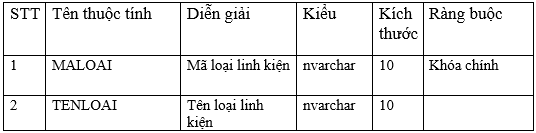 STT Tên thuộc tính Diễn giải Kiểu Kích thước Ràng buộc
1 MALOAI Mã loại linh kiện nvarchar 10 Khóa chính
2 TENLOAI Tên loại linh kiện nvarchar 10